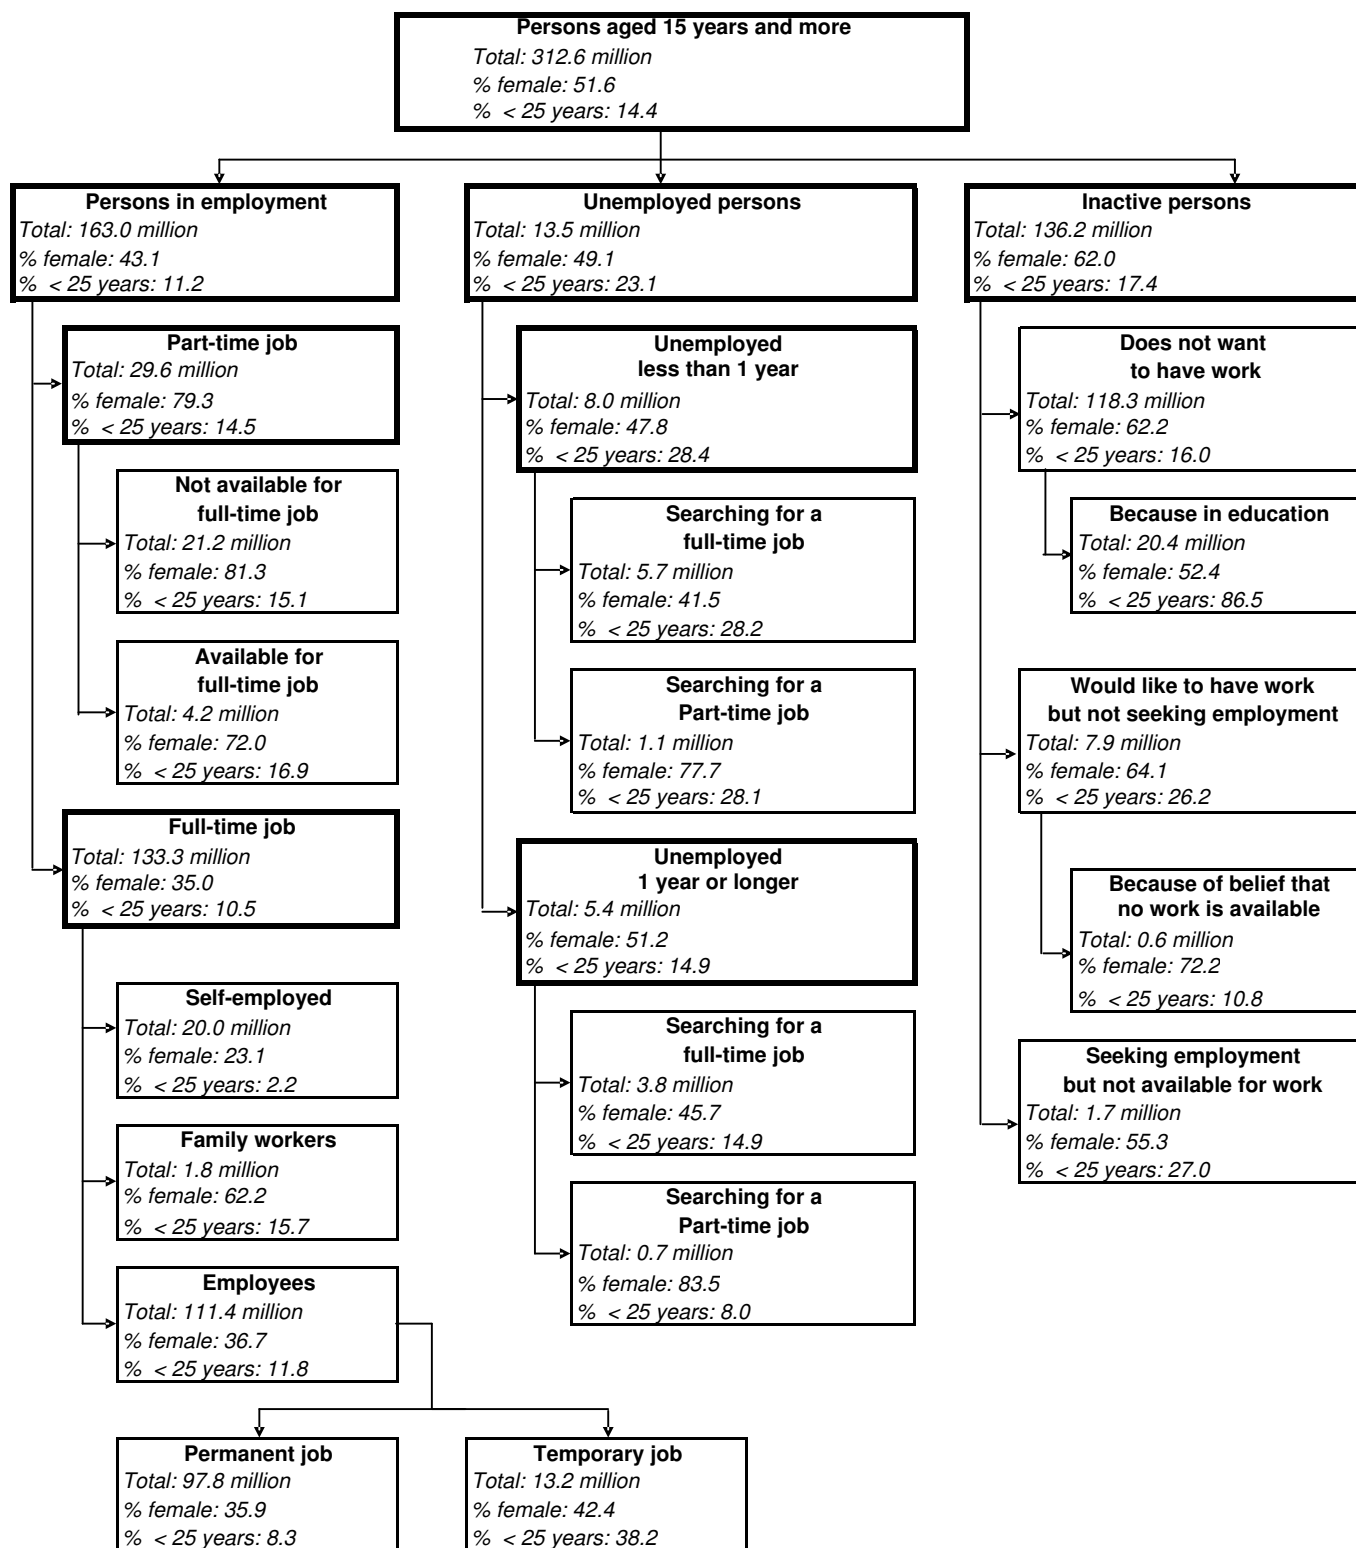 Persons aged 15 years and more
Total: 312.6 million
% female: 51.6
% < 25 years: 14.4
Persons in employment
Total: 163.0 million
% female: 43.1
% < 25 years: 11.2
Part-time job
Total: 29.6 million
% female: 79.3
% < 25 years: 14.5
Not available for
full-time job
Total: 21.2 million
% female: 81.3
% < 25 years: 15.1
Available for
full-time job
Total: 4.2 million
% female: 72.0
% < 25 years: 16.9
Full-time job
Total: 133.3 million
% female: 35.0
% < 25 years: 10.5
Self-employed
Total: 20.0 million
% female: 23.1
% < 25 years: 2.2
Family workers
Total: 1.8 million
% female: 62.2
% < 25 years: 15.7
Employees
Total: 111.4 million
% female: 36.7
% < 25 years: 11.8
Permanent job
Total: 97.8 million
% female: 35.9
% < 25 years: 8.3
Temporary job
Total: 13.2 million
% female: 42.4
% < 25 years: 38.2
Unemployed persons
Total: 13.5 million
% female: 49.1
% < 25 years: 23.1
Unemployed
less than 1 year
Total: 8.0 million
% female: 47.8
% < 25 years: 28.4
Searching for a
full-time job
Total: 5.7 million
% female: 41.5
% < 25 years: 28.2
Searching for a
Part-time job
Total: 1.1 million
% female: 77.7
% < 25 years: 28.1
Unemployed
1 year or longer
Total: 5.4 million
% female: 51.2
% < 25 years: 14.9
Searching for a
full-time job
Total: 3.8 million
% female: 45.7
% < 25 years: 14.9
Searching for a
Part-time job
Total: 0.7 million
% female: 83.5
% < 25 years: 8.0
Inactive persons
Total: 136.2 million
% female: 62.0
% < 25 years: 17.4
Does not want
to have work
Total: 118.3 million
% female: 62.2
% < 25 years: 16.0
Because in education
Total: 20.4 million
% female: 52.4
% < 25 years: 86.5
Would like to have work
but not seeking employment
Total: 7.9 million
% female: 64.1
% < 25 years: 26.2
Because of belief that
no work is available
Total: 0.6 million
% female: 72.2
% < 25 years: 10.8
Seeking employment
but not available for work
Total: 1.7 million
% female: 55.3
% < 25 years: 27.0